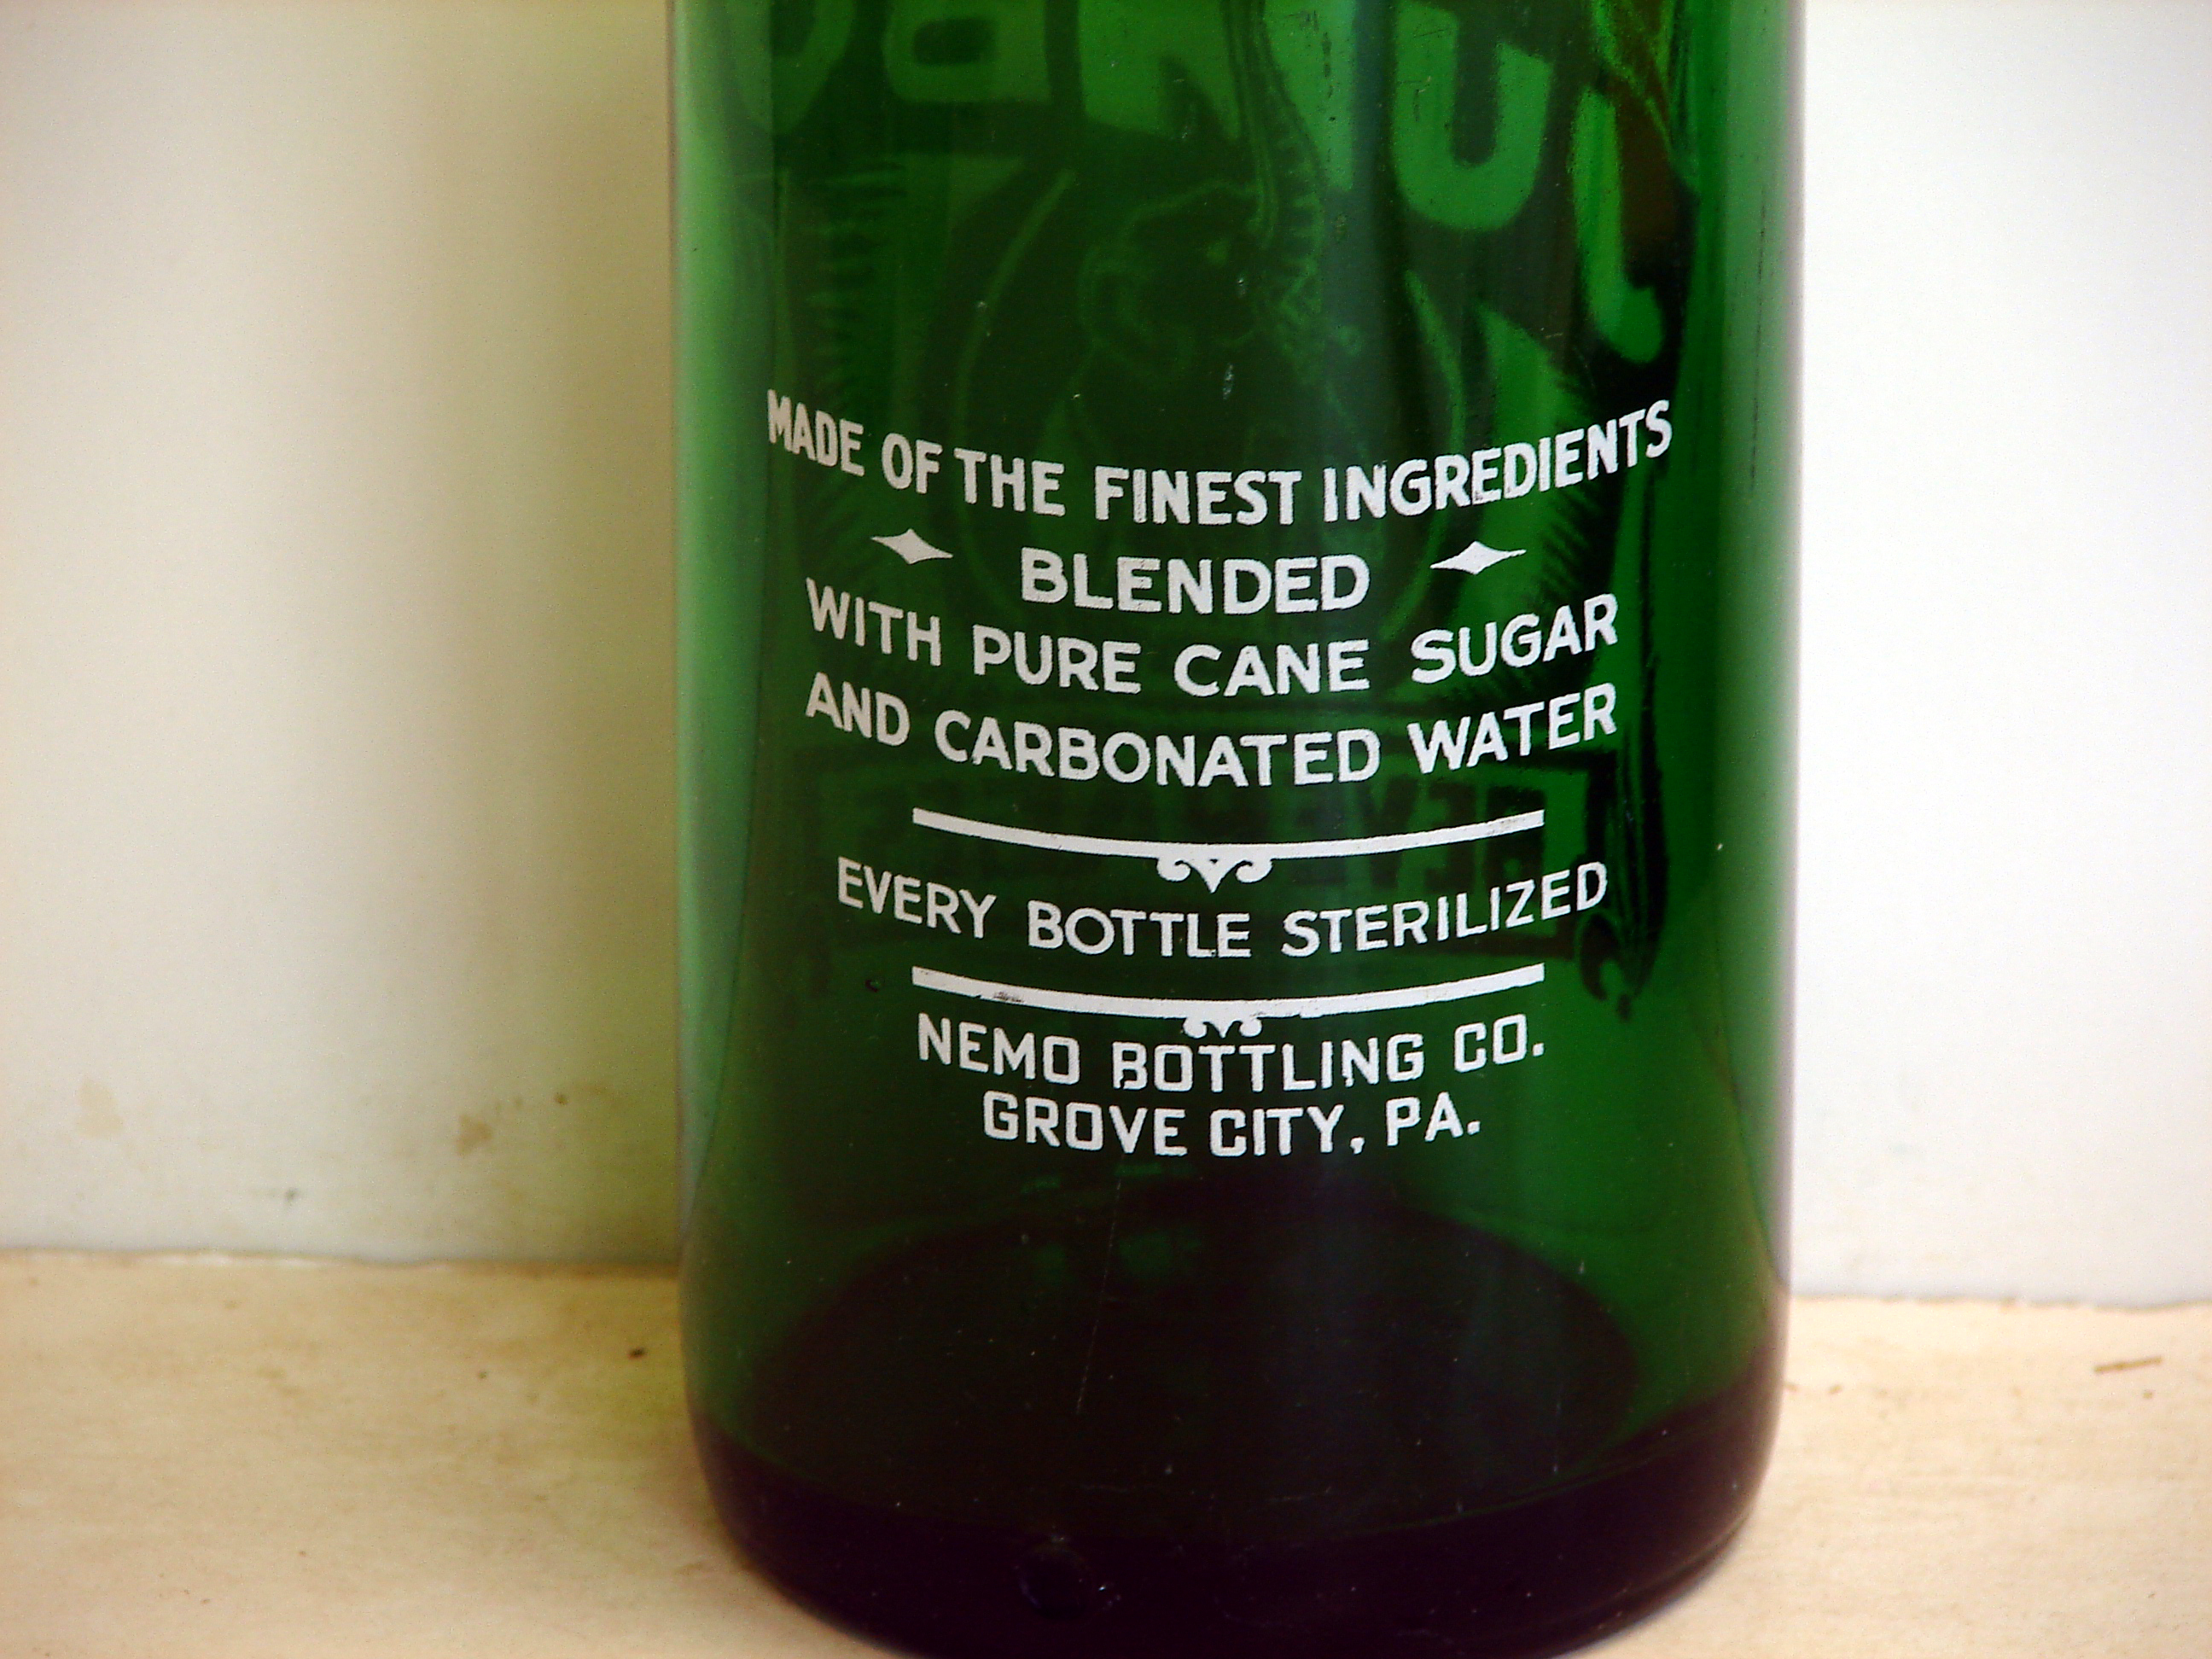 MADE OF THE FINEST INGREDIENTS
BLENDED
WITH PURE CANE SUGAR
AND CARBONATED WATER
EVERY BOTTLE STERILIZED
NEMO BOTTLING CO.
GROVE CITY, PA.